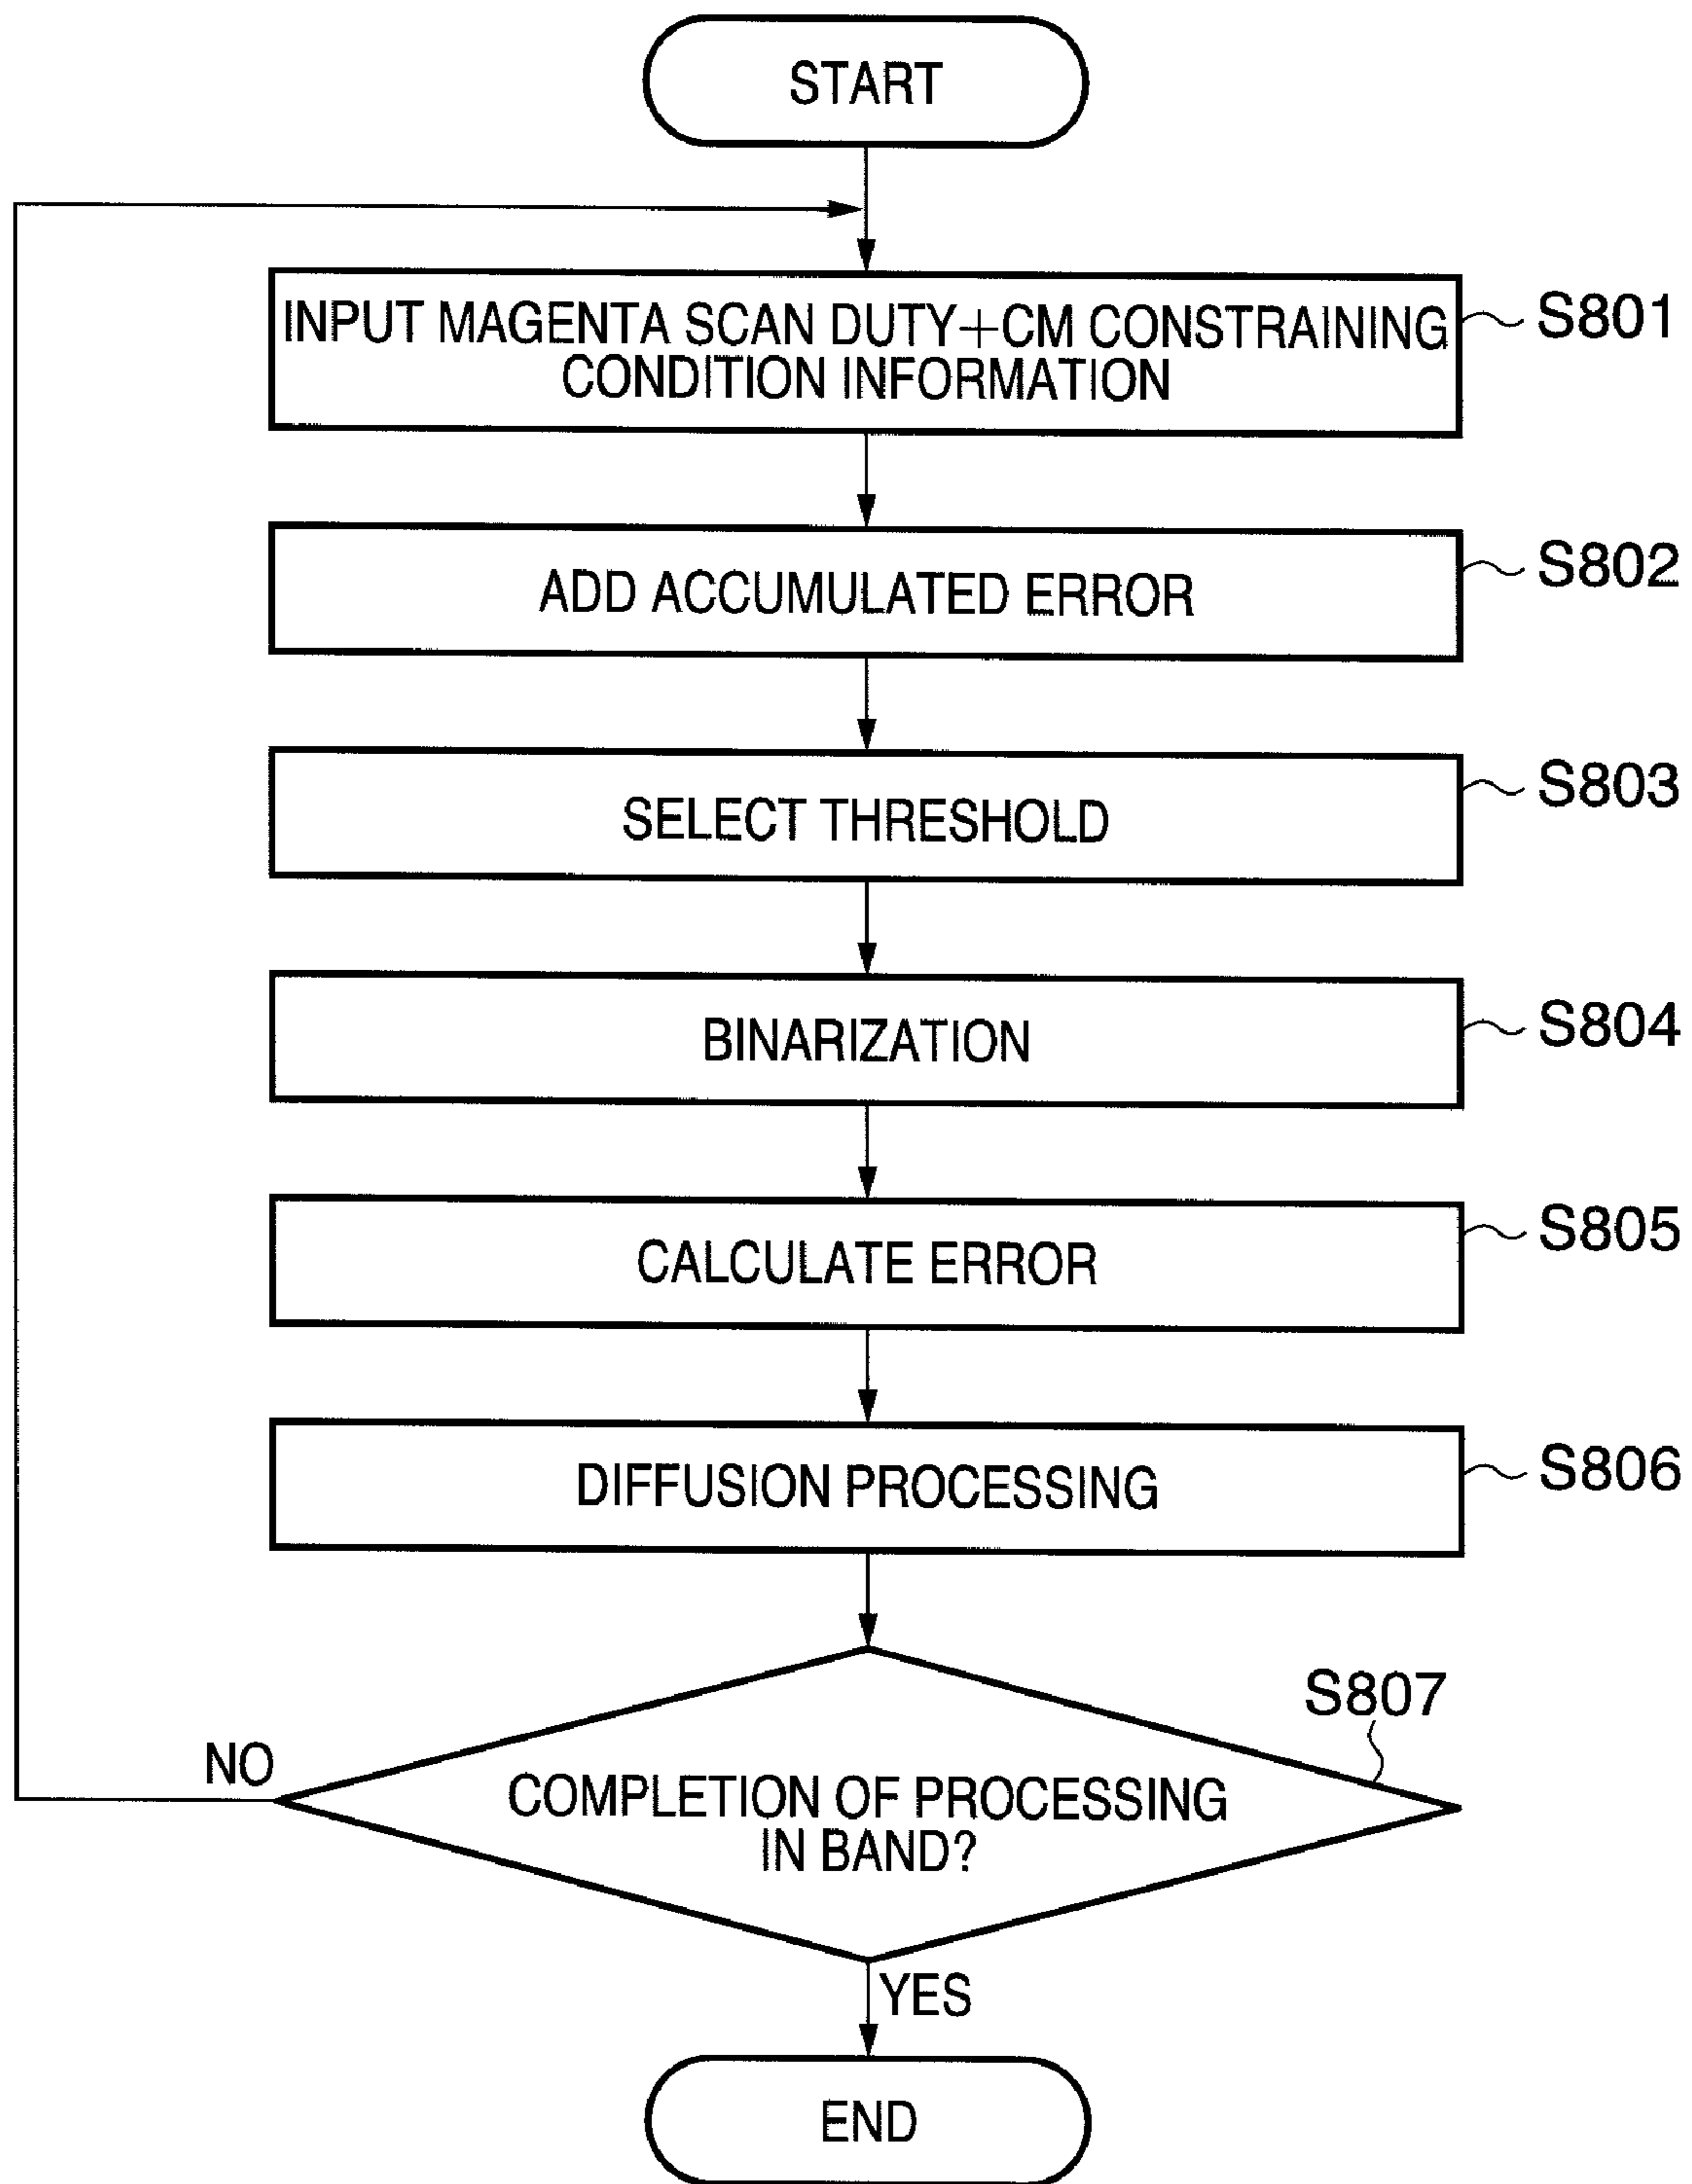 START
INPUT MAGENTA SCAN DUTY+CM CONSTRAINING
CONDITION INFORMATION
S801
ADD ACCUMULATED ERROR
S802
SELECT THRESHOLD
S803
BINARIZATION
S804
CALCULATE ERROR
S805
DIFFUSION PROCESSING
S806
S807
NO
COMPLETION OF PROCESSING
IN BAND?
YES
END